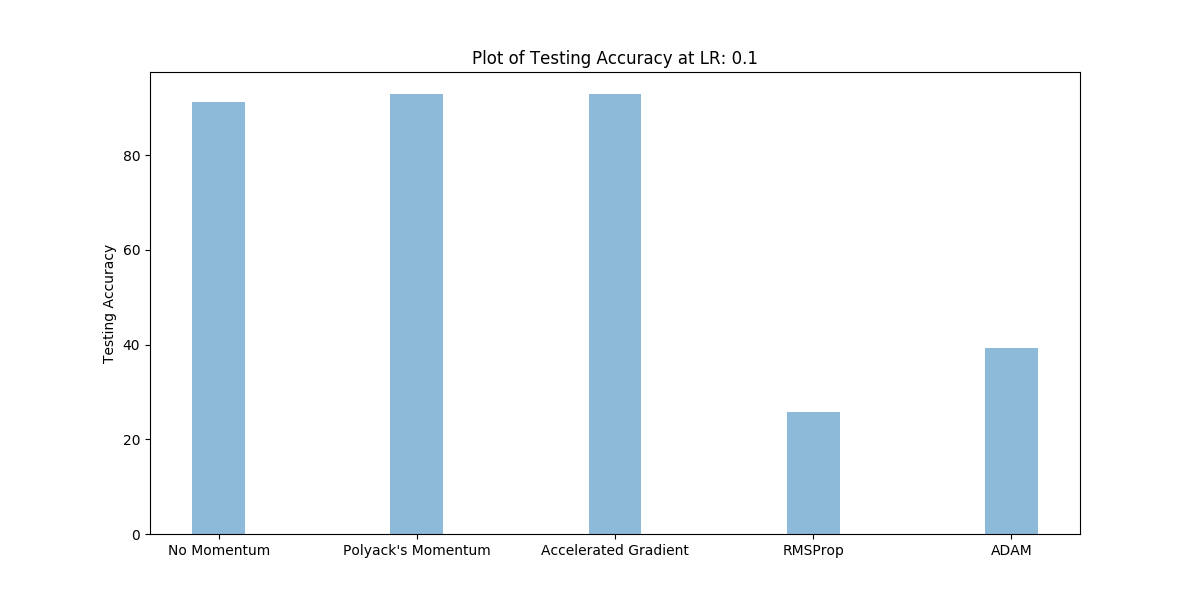 Plot of Testing Accuracy at LR: 0.1
Testing Accuracy
80
60
40
20
0
No Momentum
Polyack's Momentum
Accelerated Gradient
RMSProp
ADAM